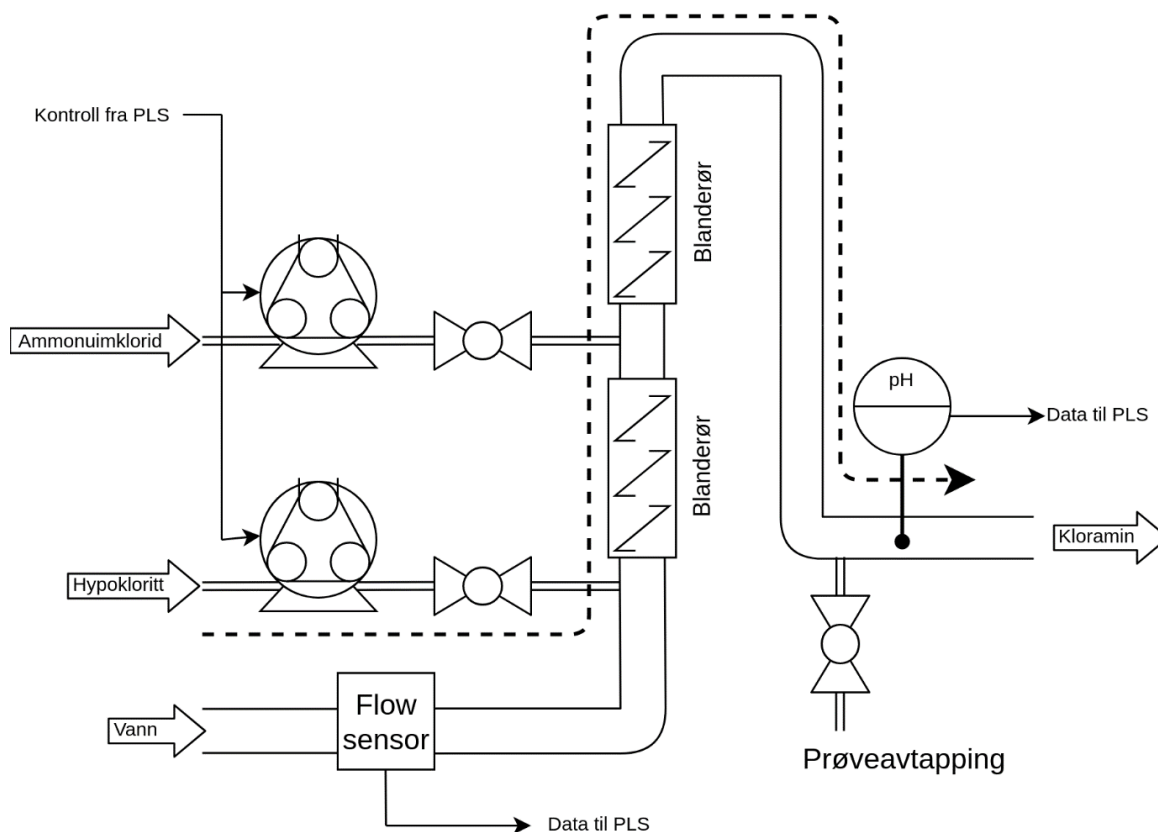 Kontroll fra PLS
Blanderør
Ammonuimklorid
pH
Data til PLS
Blanderør
Kloramin
Hypokloritt
Flow
sensor
Vann
Prøveavtapping
Data til PLS